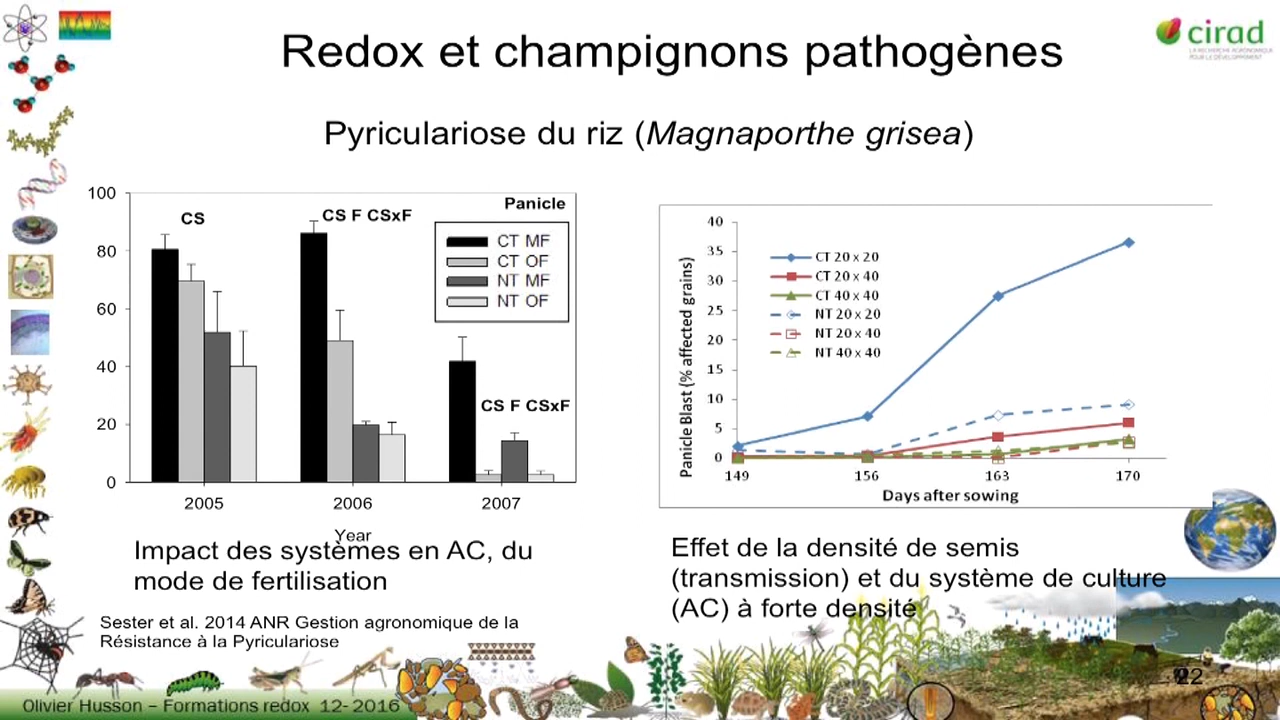 Redox et champignons pathogènes
cirad
LA RECHERCHE AGRONOMIQUE
POUR LE DÉVELOPPEMENT
Pyriculariose du riz (Magnaporthe grisea)
100
80
60
40
20
0
CS
CS F CSxF
Panicle
CT MF
CT OF
NT MF
NT OF
CS F CSxF
2005
2006
2007
Year
40
35
30
25
20
15
10
5
0
Panicle Blast (% affected grains)
CT 20 x 20
CT 20 x 40
CT 40 x 40
NT 20 x 20
NT 20 x 40
NT 40 x 40
149
156
163
170
Days after sowing
Impact des systèmes en AC, du
mode de fertilisation
Effet de la densité de semis
(transmission) et du système de culture
(AC) à forte densité
Sester et al. 2014 ANR Gestion agronomique de la
Résistance à la Pyriculariose
Olivier Husson – Formations redox 12- 2016